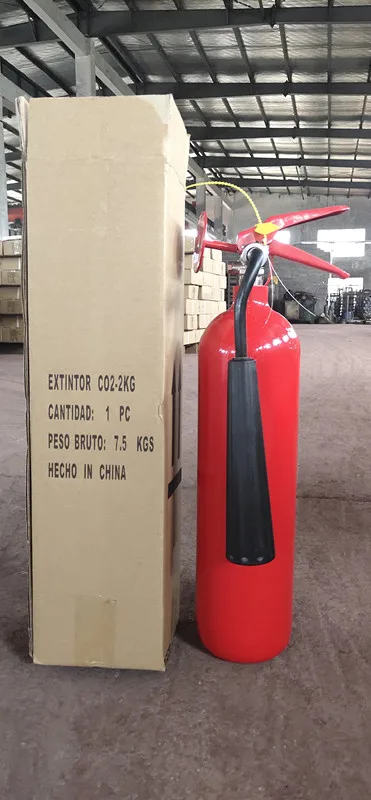 EXTINTOR CO2-2KG
CANTIDAD: 1 PC
PESO BRUTO: 7.5 KGS
HECHO IN CHINA